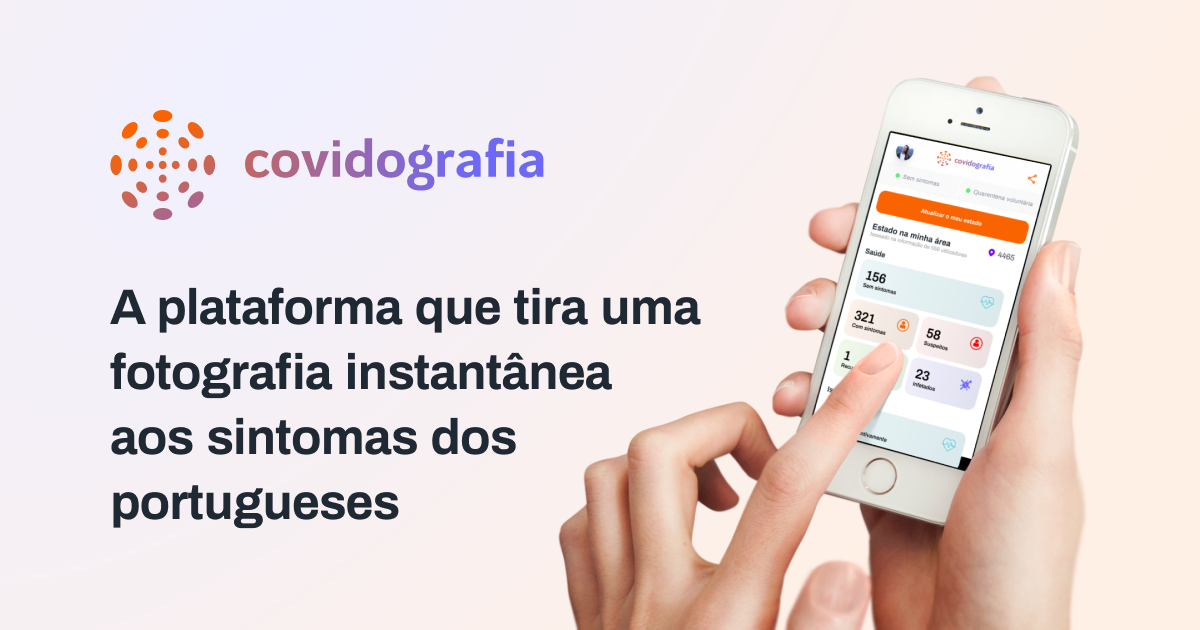 covidografia
A plataforma que tira uma
fotografia instantânea
aos sintomas dos
portugueses
covidografia
Sem sintomas
Quarentena voluntária
Atualizar o meu estado
Estado na minha área
4465
Saúde
156
Sem sintomas
321
Com sintomas
58
Suspeitos
1
23
Infetados